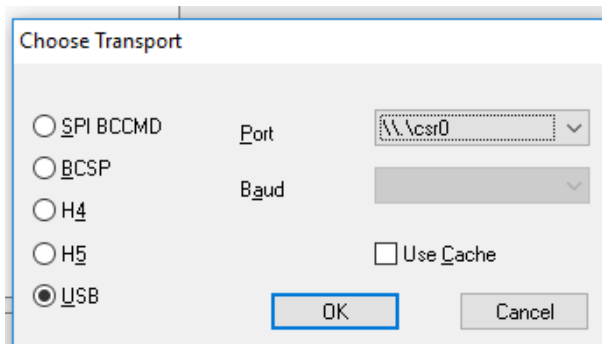 Choose Transport
SPI BCCMD
BCSP
H4
H5
USB
Port
\\.\csr0
Baud
Use Cache
OK
Cancel